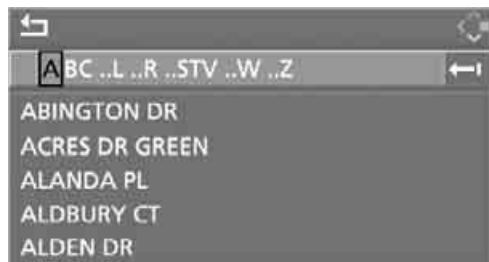 ABC ..L ..R ..STV ..W ..Z
ABINGTON DR
ACRES DR GREEN
ALANDA PL
ALDBURY CT
ALDEN DR